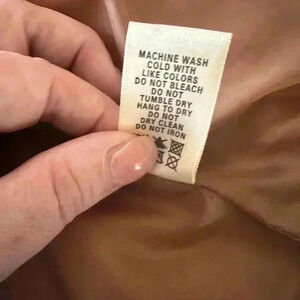 MACHINE WASH
COLD WITH
LIKE COLORS
DO NOT BLEACH
DO NOT
TUMBLE DRY
HANG TO DRY
DO NOT
DRY CLEAN
DO NOT IRON